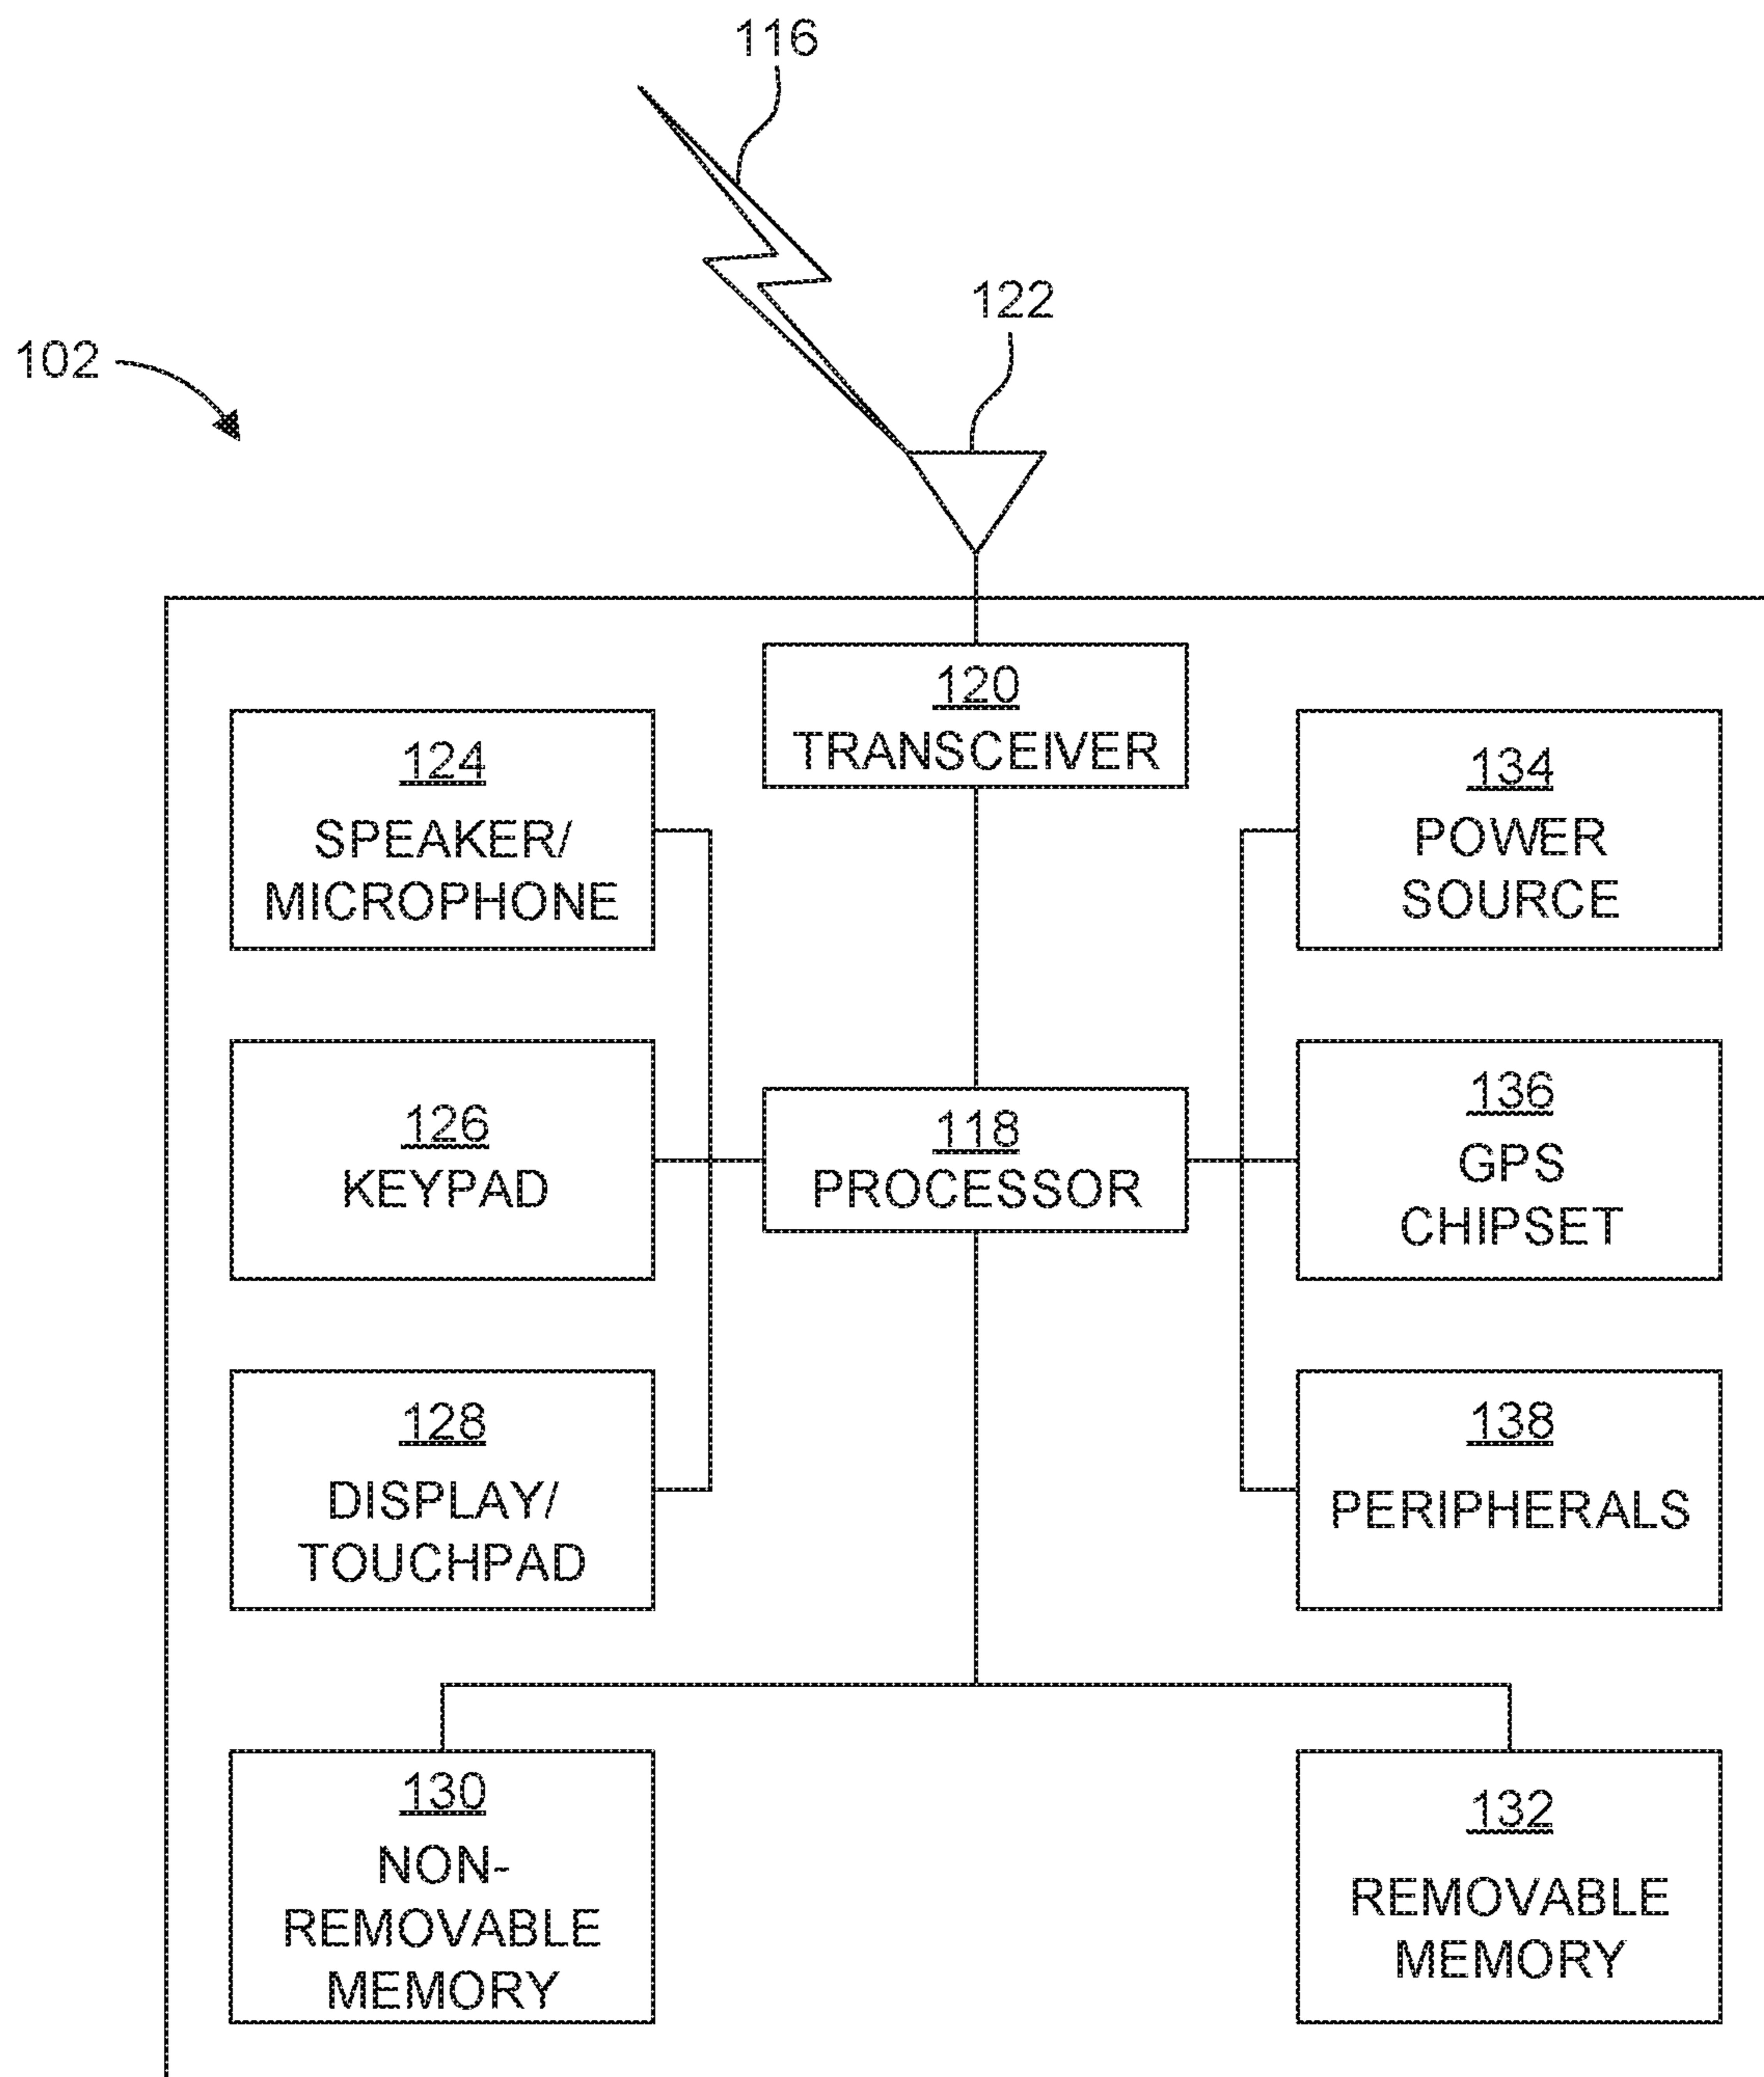 116
122
102
120
TRANSCEIVER
124
SPEAKER/
MICROPHONE
134
POWER
SOURCE
126
KEYPAD
118
PROCESSOR
136
GPS
CHIPSET
128
DISPLAY/
TOUCHPAD
138
PERIPHERALS
130
NON-
REMOVABLE
MEMORY
132
REMOVABLE
MEMORY